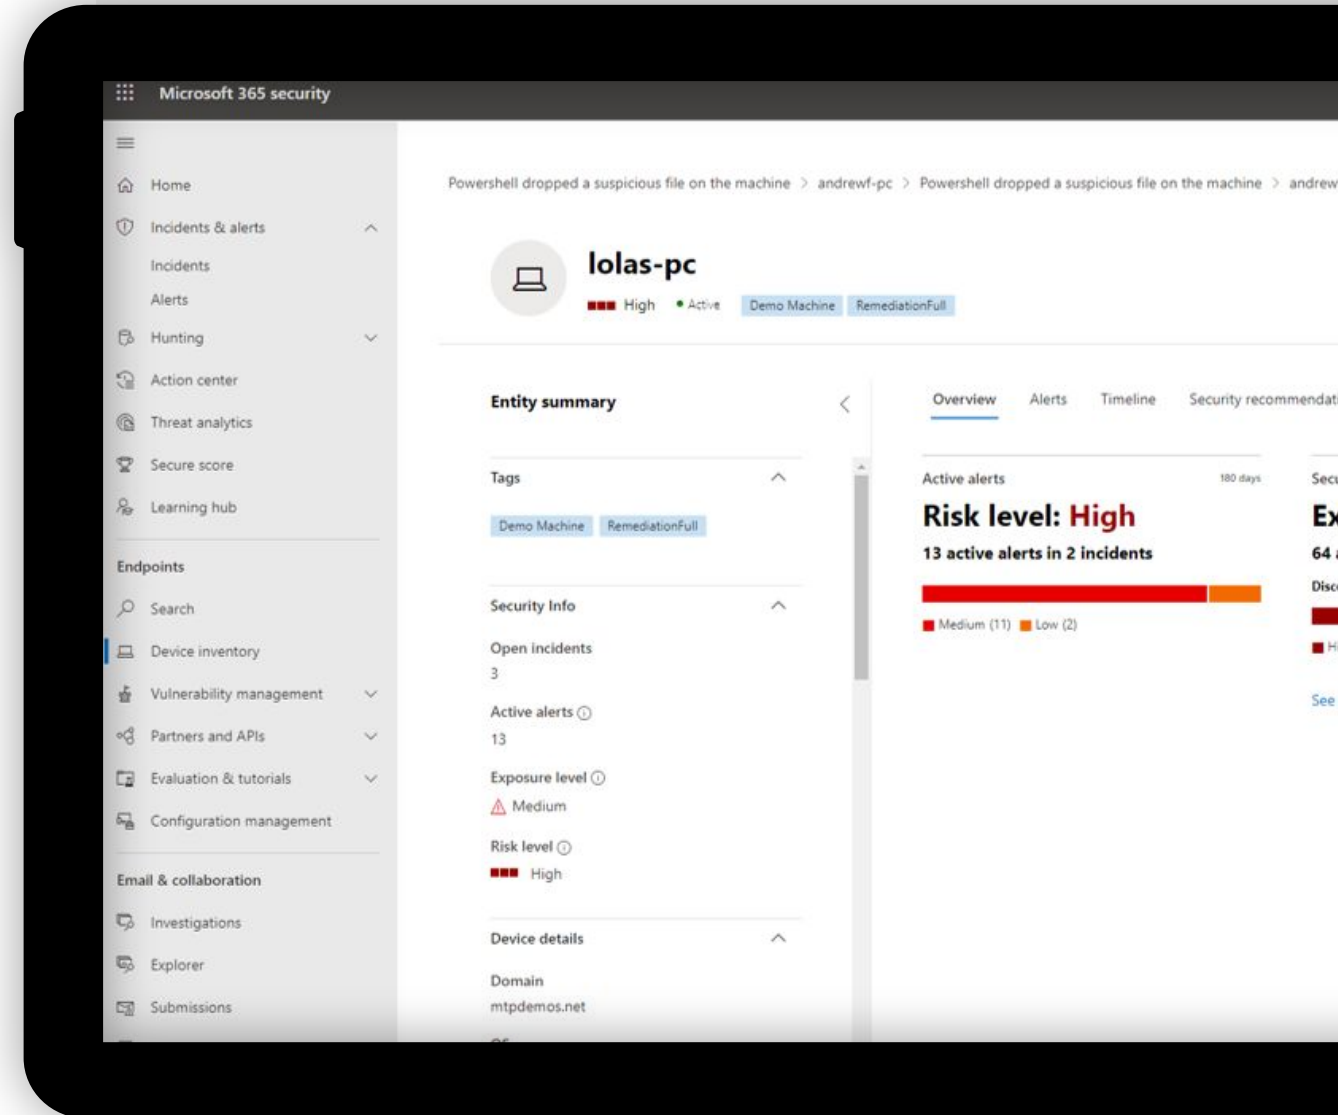 Microsoft 365 security
Home
Incidents & alerts
Incidents
Alerts
Hunting
Action center
Threat analytics
Secure score
Learning hub
Endpoints
Search
Device inventory
Vulnerability management
Partners and APIs
Evaluation & tutorials
Configuration management
Email & collaboration
Investigations
Explorer
Submissions
Powershell dropped a suspicious file on the machine > andrewf-pc > Powershell dropped a suspicious file on the machine > andrew
lolas-pc
High • Active Demo Machine RemediationFull
Entity summary
Tags
Demo Machine RemediationFull
Security Info
Open incidents
3
Active alerts
13
Exposure level
Medium
Risk level
High
Device details
Domain
mtpdemos.net
Overview Alerts Timeline Security recommendat
Active alerts 180 days
Risk level: High
13 active alerts in 2 incidents
Medium (11) Low (2)
Secu
Ex
64
Disc
See